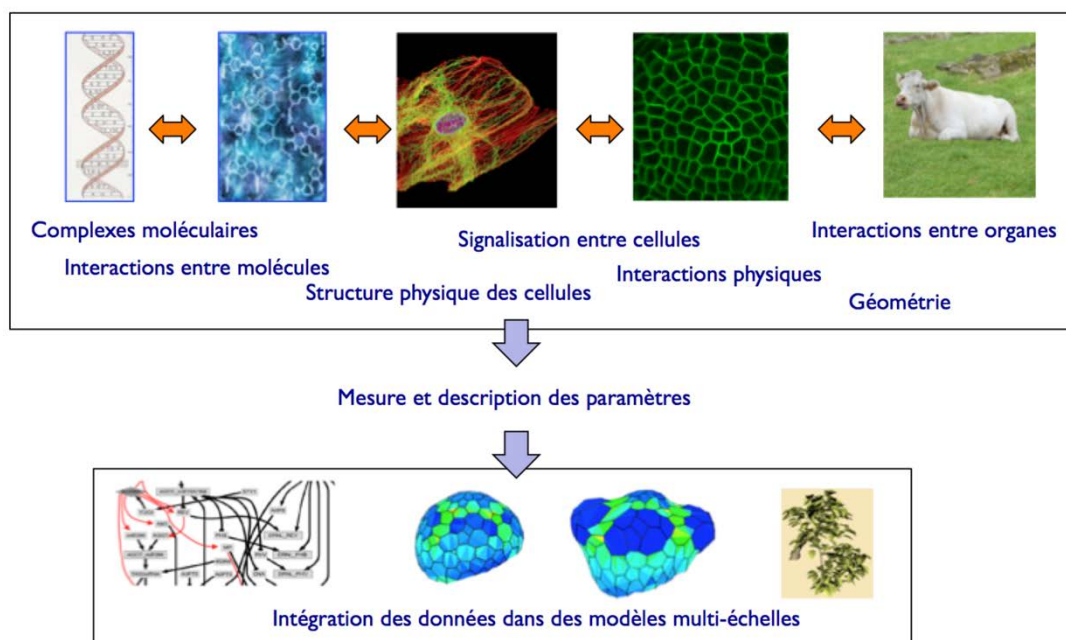 Complexes moléculaires
Interactions entre molécules
Structure physique des cellules
Signalisation entre cellules
Interactions physiques
Interactions entre organes
Géométrie
Mesure et description des paramètres
Intégration des données dans des modèles multi-échelles